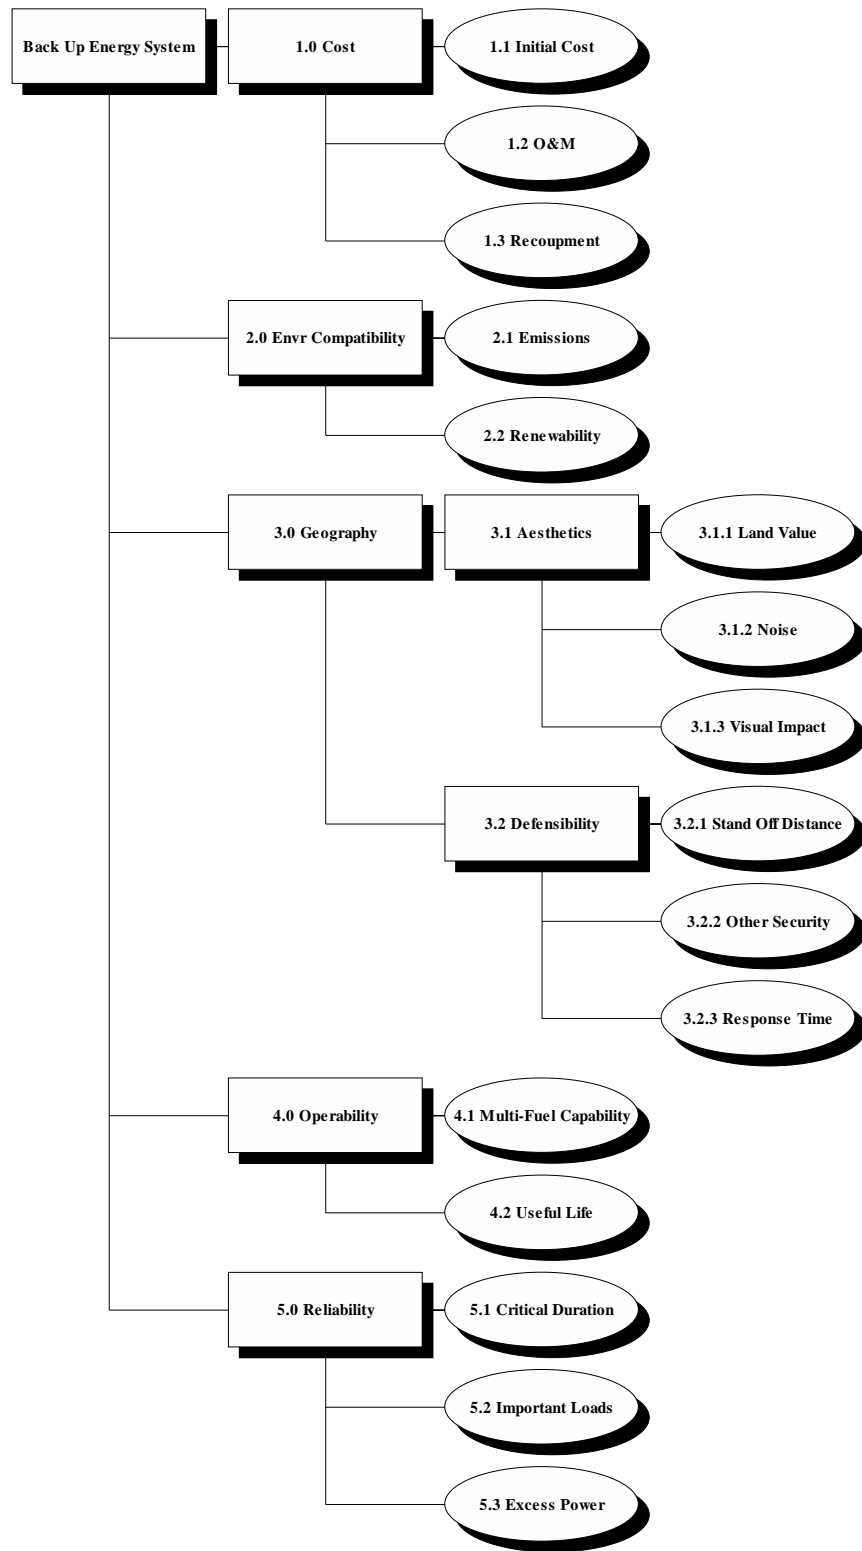 Back Up Energy System
1.0 Cost
1.1 Initial Cost
1.2 O&M
1.3 Recoupment
2.0 Envr Compatibility
2.1 Emissions
2.2 Renewability
3.0 Geography
3.1 Aesthetics
3.1.1 Land Value
3.1.2 Noise
3.1.3 Visual Impact
3.2 Defensibility
3.2.1 Stand Off Distance
3.2.2 Other Security
3.2.3 Response Time
4.0 Operability
4.1 Multi-Fuel Capability
4.2 Useful Life
5.0 Reliability
5.1 Critical Duration
5.2 Important Loads
5.3 Excess Power